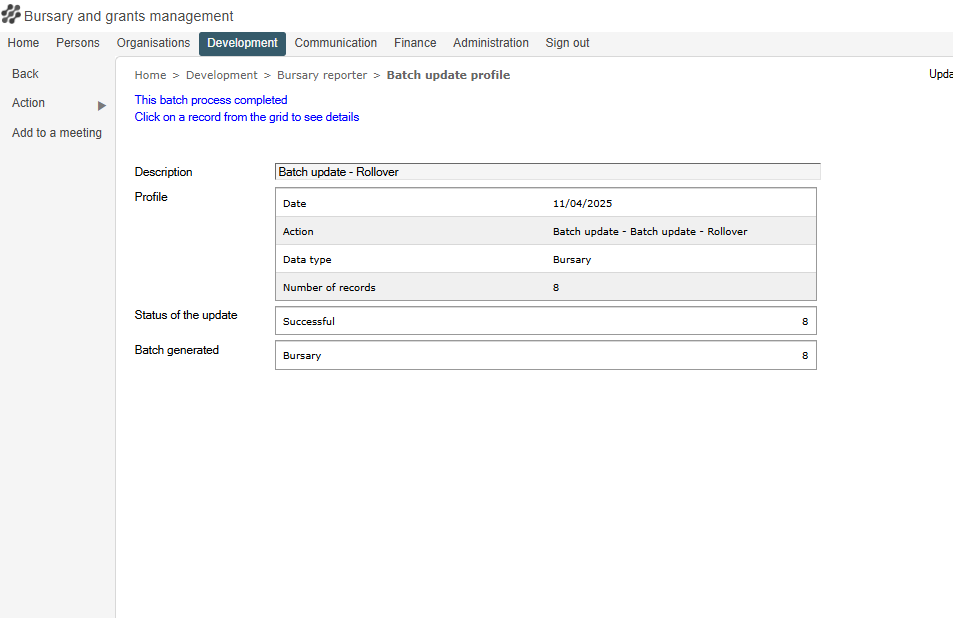 Bursary and grants management
Home Persons Organisations Development Communication Finance Administration Sign out
Back
Action
Add to a meeting
Home > Development > Bursary reporter > Batch update profile
Upda
This batch process completed
Click on a record from the grid to see details
Description Batch update - Rollover
Profile
Date 11/04/2025
Action Batch update - Batch update - Rollover
Data type Bursary
Number of records 8
Status of the update
Successful 8
Batch generated
Bursary 8